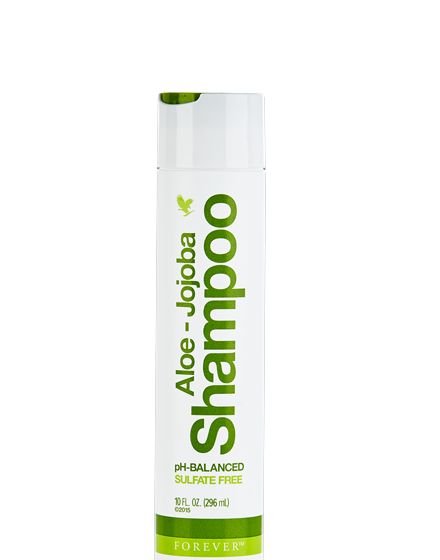 Aloe - Jojoba
Shampoo
pH-BALANCED
SULFATE FREE
10 FL. OZ. (296 mL)
©2015
FOREVER™